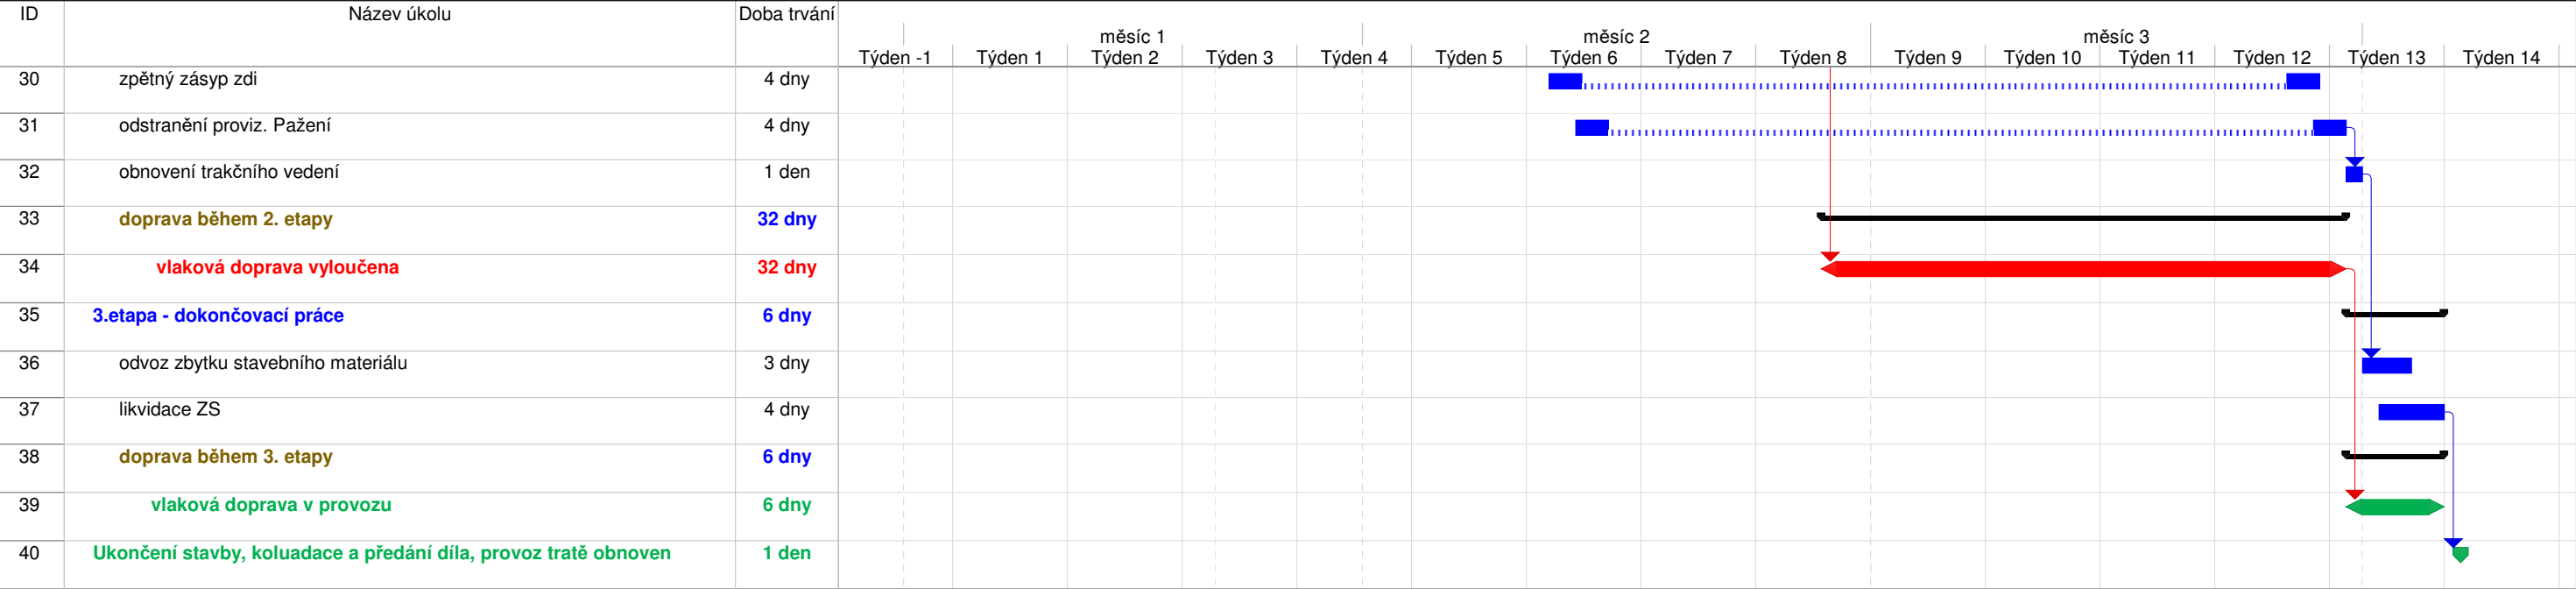 ID Název úkolu Doba trvání
měsíc 1 měsíc 2 měsíc 3
Týden -1 Týden 1 Týden 2 Týden 3 Týden 4 Týden 5 Týden 6 Týden 7 Týden 8 Týden 9 Týden 10 Týden 11 Týden 12 Týden 13 Týden 14
30 zpětný zásyp zdi 4 dny
31 odstranění proviz. Pažení 4 dny
32 obnovení trakčního vedení 1 den
33 doprava během 2. etapy 32 dny
34 vlaková doprava vyloučena 32 dny
35 3.etapa - dokončovací práce 6 dny
36 odvoz zbytku stavebního materiálu 3 dny
37 likvidace ZS 4 dny
38 doprava během 3. etapy 6 dny
39 vlaková doprava v provozu 6 dny
40 Ukončení stavby, koluadace a předání díla, provoz tratě obnoven 1 den